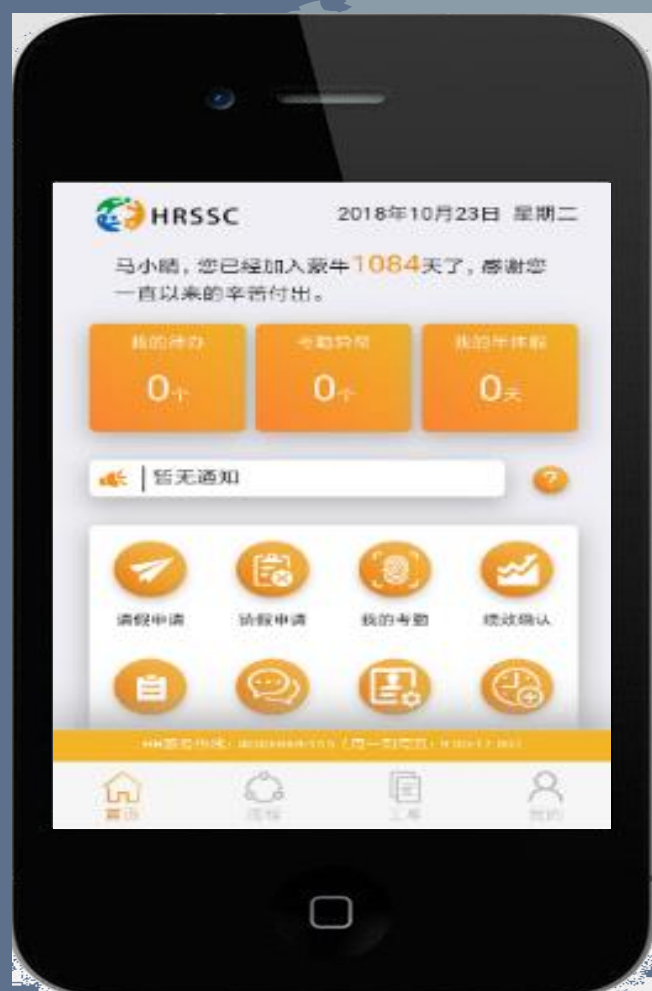 HRSSC
2018年10月23日 星期二
马小晴，您已经加入蒙牛1084天了，感谢您
一直以来的辛苦付出。
我的待办
考勤异常
我的年休假
0个
0个
0天
暂无通知
?
请假申请
销假申请
我的考勤
绩效确认
首页
流程
工单
我的